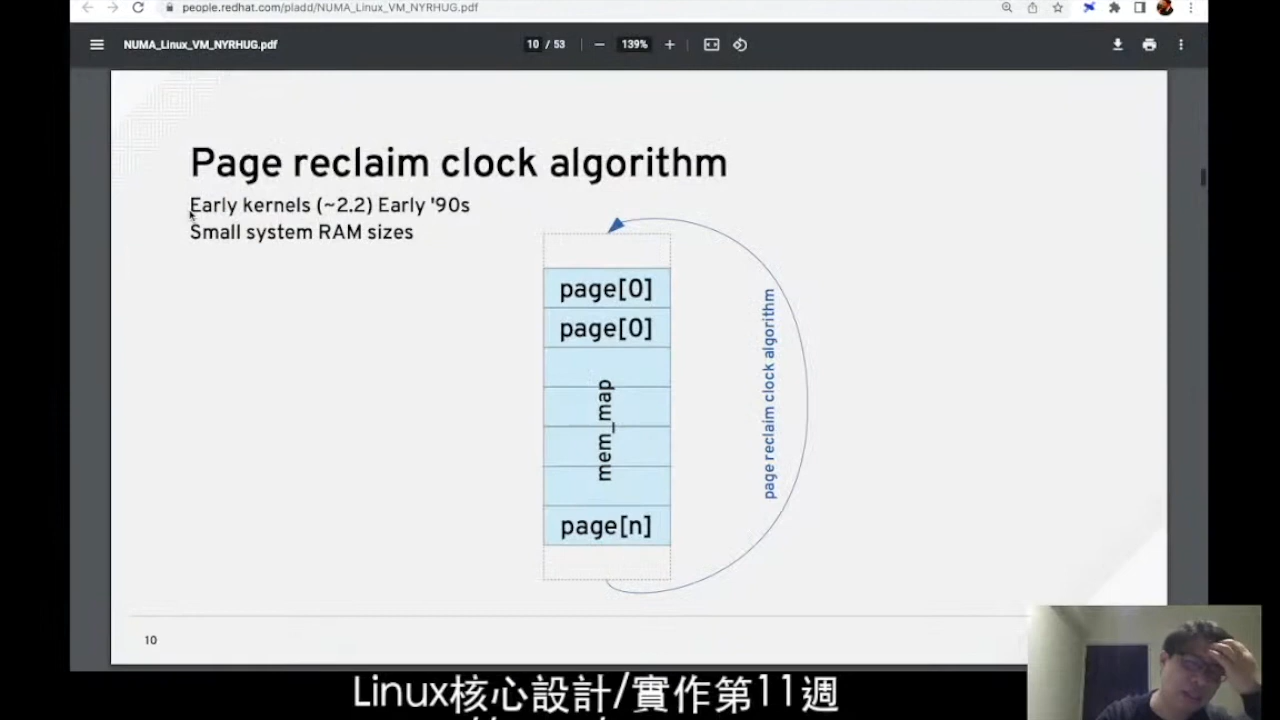 people.redhat.com/pladd/NUMA_Linux_VM_NYRHUG.pdf
NUMA_Linux_VM_NYRHUG.pdf
10 / 53
139%
Page reclaim clock algorithm
Early kernels (~2.2) Early '90s
Small system RAM sizes
page[0]
page[0]
mem_map
page[n]
page reclaim clock algorithm
10
Linux核心設計/實作第11週